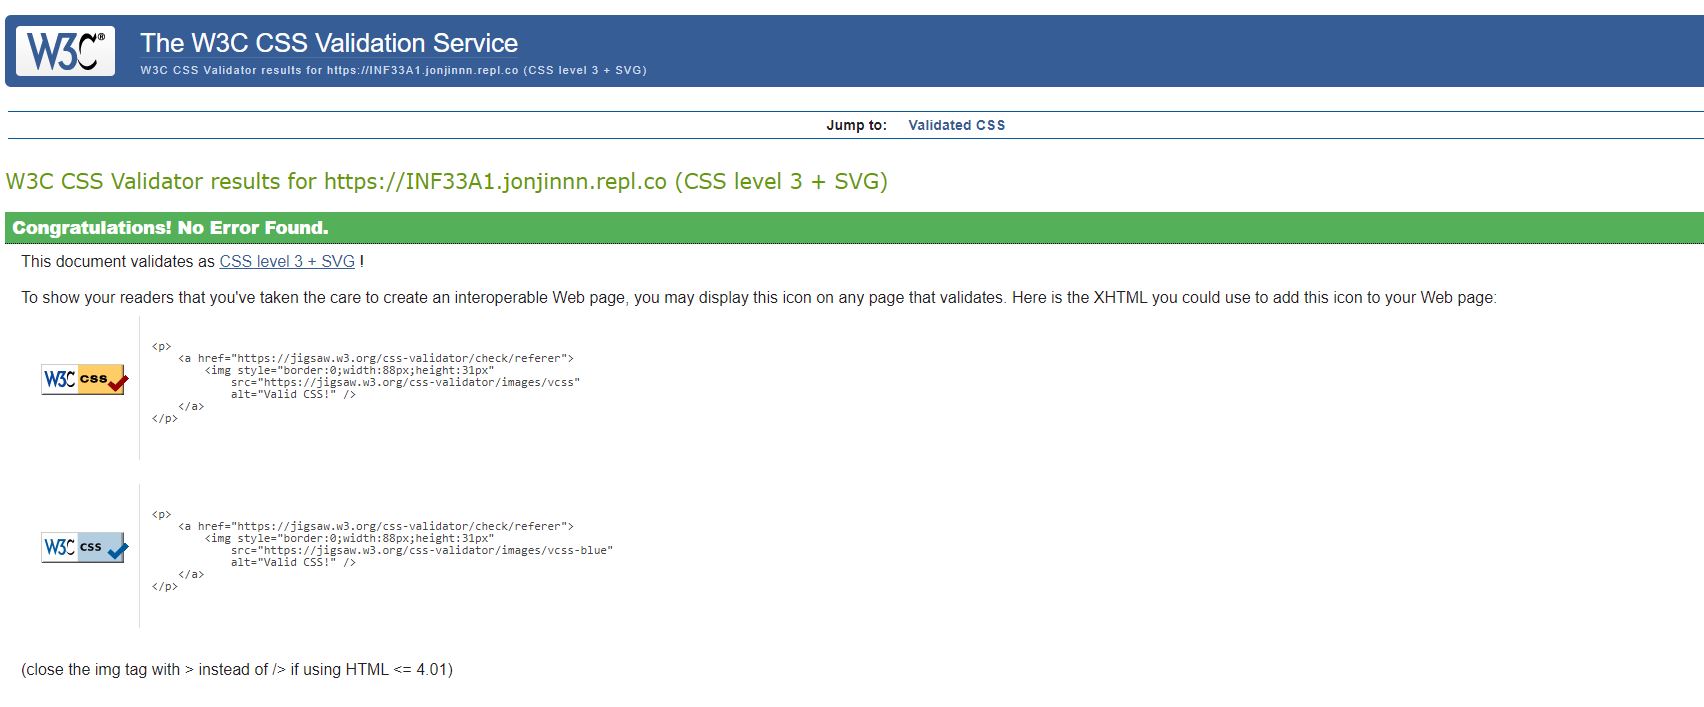 W3C® The W3C CSS Validation Service
W3C CSS Validator results for https://INF33A1.jonjinnn.repl.co (CSS level 3 + SVG)
Jump to: Validated CSS
W3C CSS Validator results for https://INF33A1.jonjinnn.repl.co (CSS level 3 + SVG)
Congratulations! No Error Found.
This document validates as CSS level 3 + SVG !
To show your readers that you've taken the care to create an interoperable Web page, you may display this icon on any page that validates. Here is the XHTML you could use to add this icon to your Web page:
<p>
<a href="https://jigsaw.w3.org/css-validator/check/referer">
<img style="border:0;width:88px;height:31px"
W3C css
src="https://jigsaw.w3.org/css-validator/images/vcss"
alt="Valid CSS!" />
</a>
</p>
<p>
<a href="https://jigsaw.w3.org/css-validator/check/referer">
<img style="border:0;width:88px;height:31px"
W3C css
src="https://jigsaw.w3.org/css-validator/images/vcss-blue"
alt="Valid CSS!" />
</a>
</p>
(close the img tag with > instead of /> if using HTML <= 4.01)